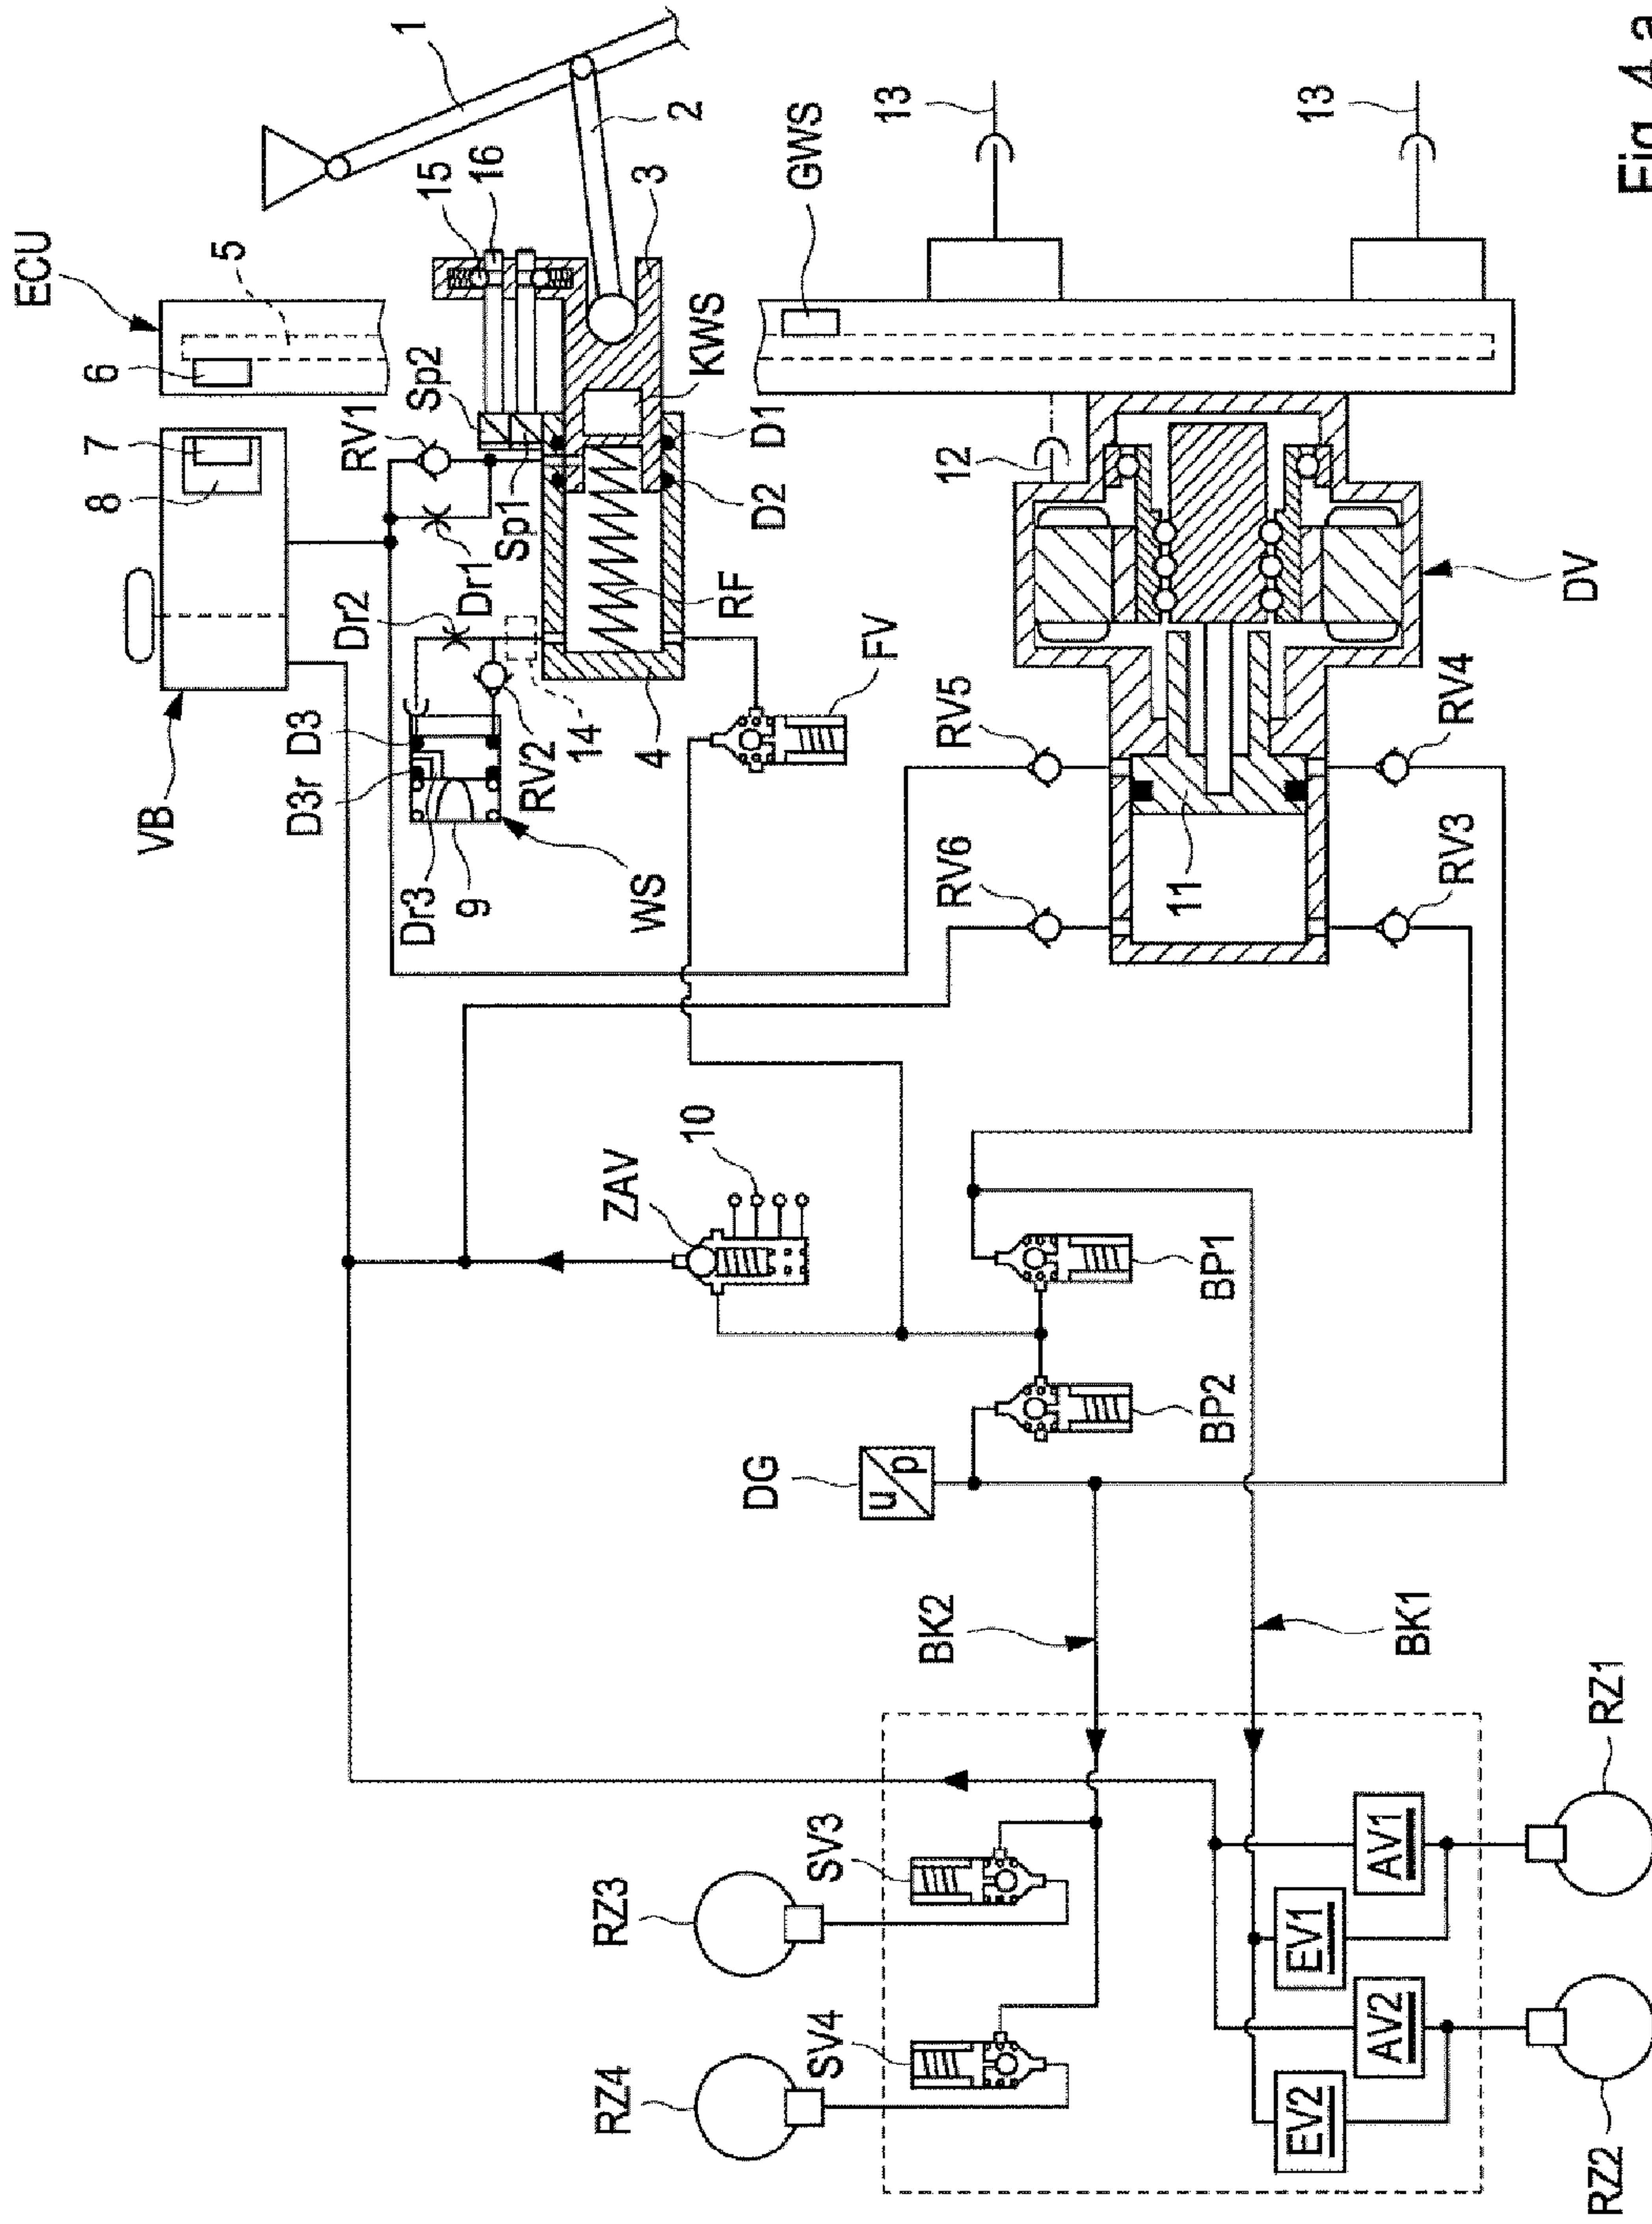 ECU
5
6
7
8
VB
1
2
3
15
16
Sp2
RV1
KWS
D1
D2
Sp1
Dr1
Dr2
RF
D3
D3r
RV2
14
4
Dr3
9
WS
FV
GWS
13
13
12
DV
RV5
RV4
RV6
RV3
11
10
ZAV
BP1
BP2
DG
u
p
BK2
BK1
RZ3
SV3
RZ4
SV4
AV1
EV1
AV2
EV2
RZ1
RZ2
Fig. 4a